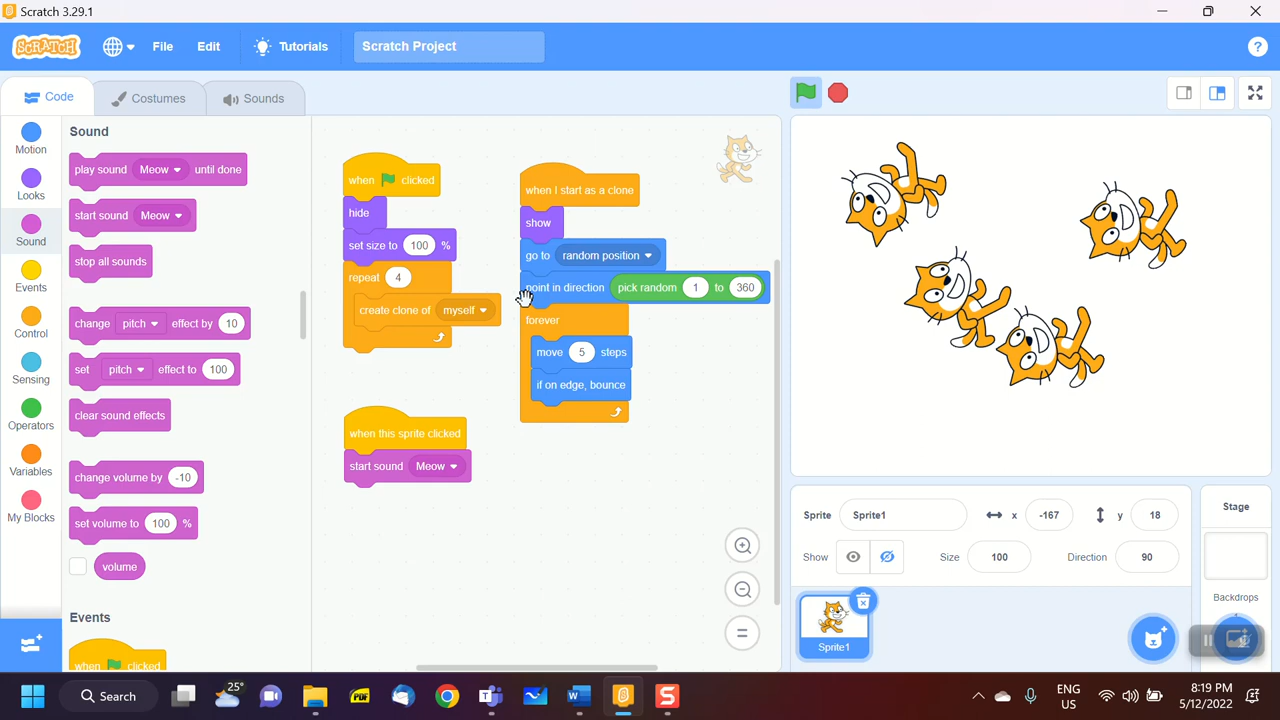 Scratch 3.29.1
SCRATCH
File
Edit
Tutorials
Scratch Project
?
Code
Costumes
Sounds
Motion
Looks
Sound
Events
Control
Sensing
Operators
Variables
My Blocks
Sound
play sound Meow until done
start sound Meow
stop all sounds
change pitch effect by 10
set pitch effect to 100
clear sound effects
change volume by -10
set volume to 100 %
volume
Events
when clicked
when clicked
hide
set size to 100 %
repeat 4
create clone of myself
when this sprite clicked
start sound Meow
when I start as a clone
show
go to random position
point in direction pick random 1 to 360
forever
move 5 steps
if on edge, bounce
Sprite Sprite1 x -167 y 18
Show Size 100 Direction 90
Sprite1
Stage
Backdrops
Search
25°
PDF
W
S
ENG
US
8:19 PM
5/12/2022